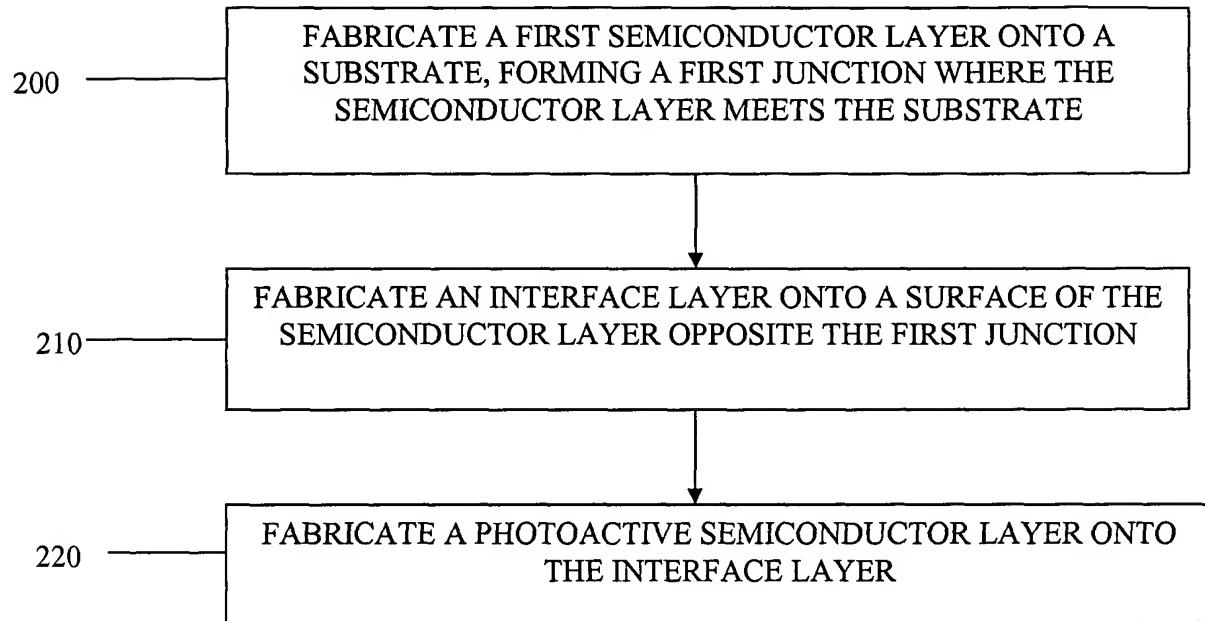 FABRICATE A FIRST SEMICONDUCTOR LAYER ONTO A
SUBSTRATE, FORMING A FIRST JUNCTION WHERE THE
SEMICONDUCTOR LAYER MEETS THE SUBSTRATE
200
FABRICATE AN INTERFACE LAYER ONTO A SURFACE OF THE
SEMICONDUCTOR LAYER OPPOSITE THE FIRST JUNCTION
210
FABRICATE A PHOTOACTIVE SEMICONDUCTOR LAYER ONTO
THE INTERFACE LAYER
220